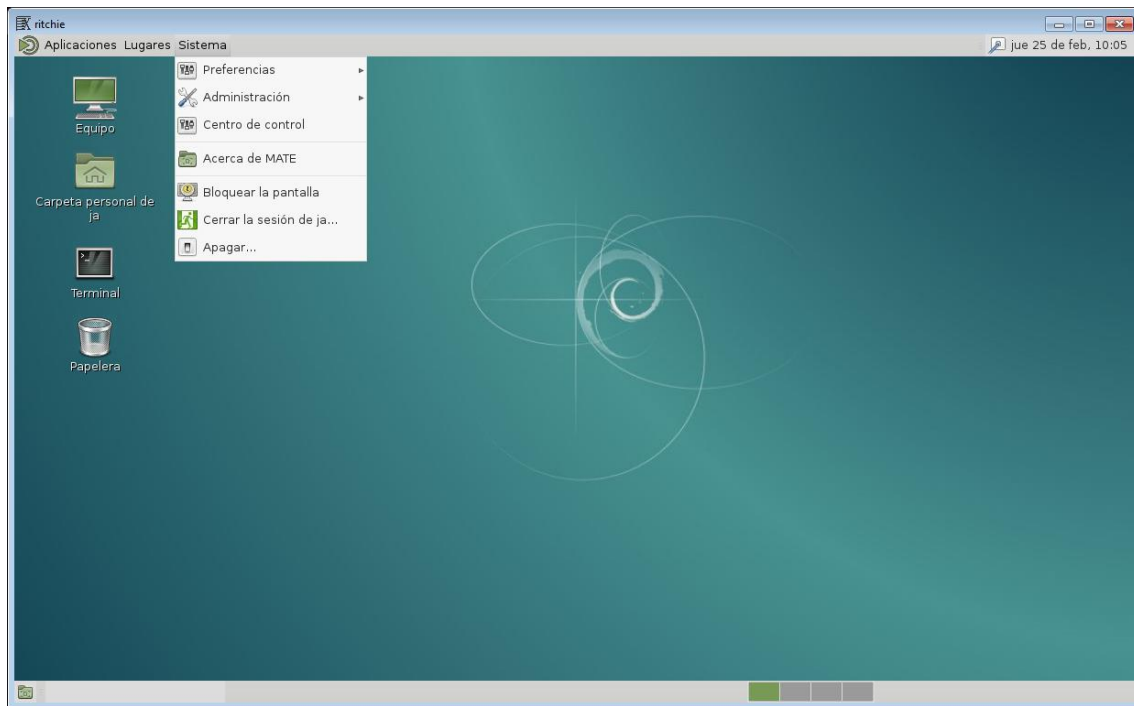 ritchie
Aplicaciones Lugares Sistema
jue 25 de feb, 10:05
Preferencias
Administración
Centro de control
Acerca de MATE
Bloquear la pantalla
Cerrar la sesión de ja...
Apagar...
Equipo
Carpeta personal de
ja
Terminal
Papelera